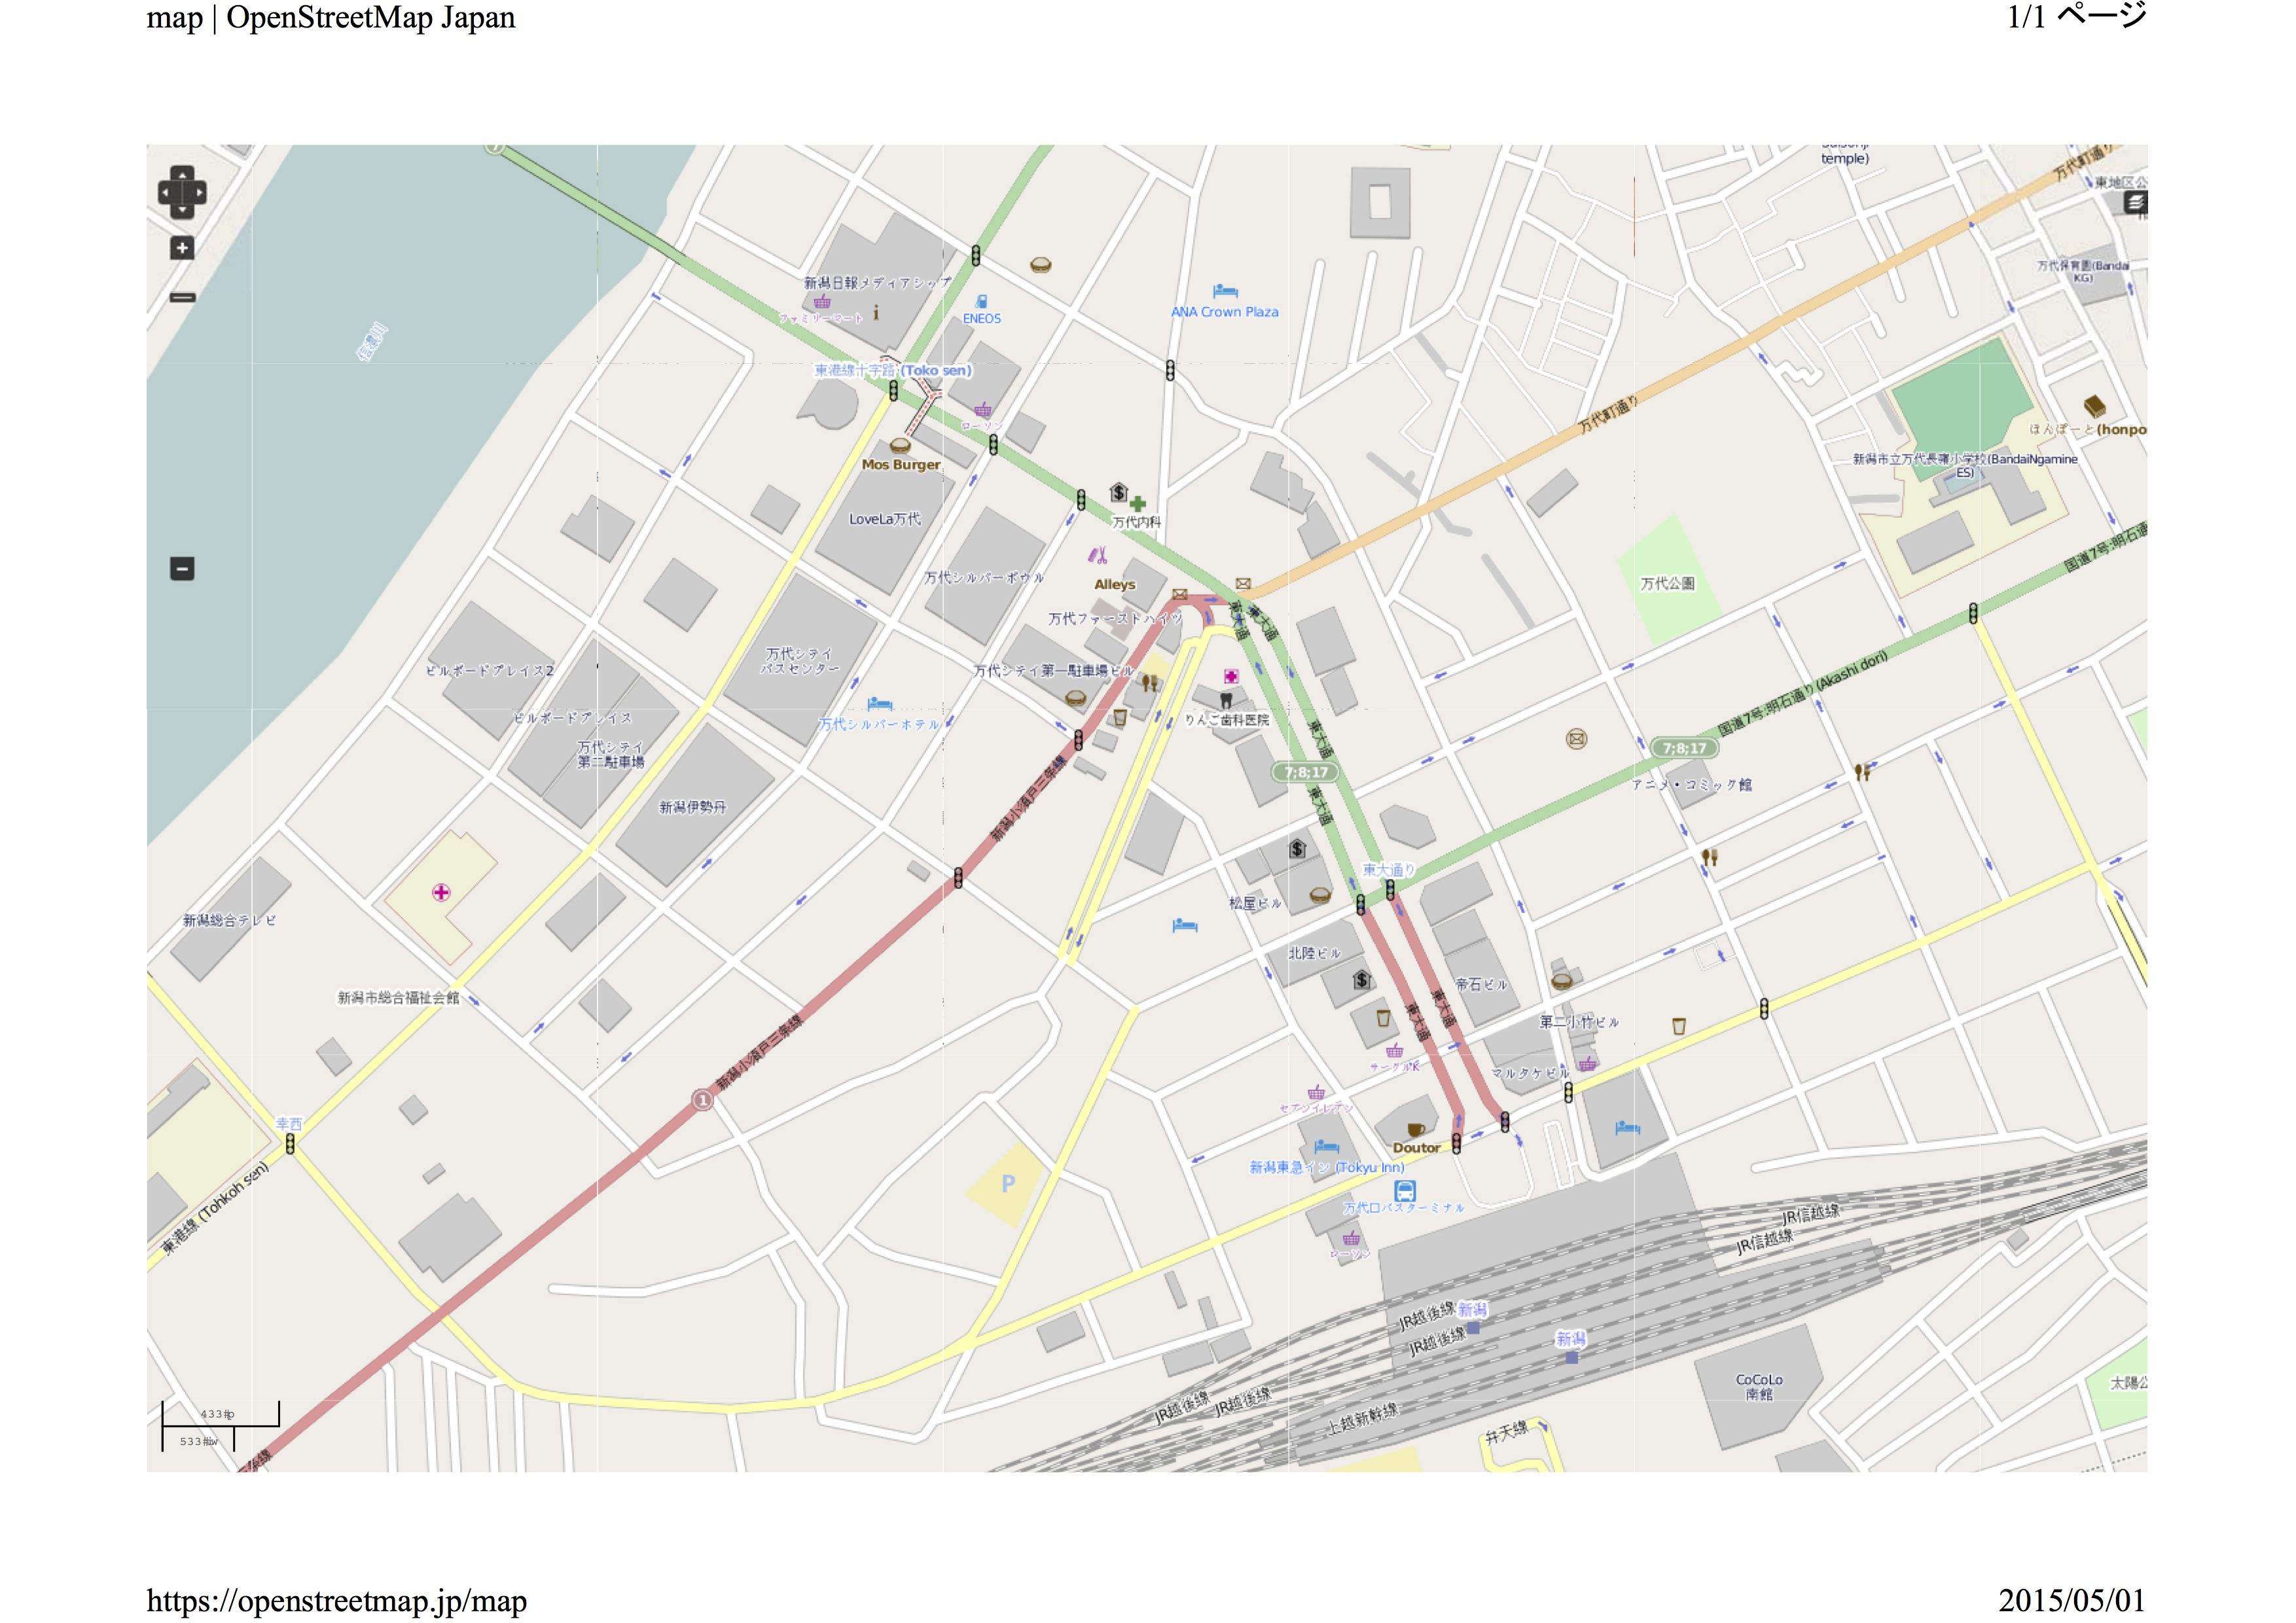 map | OpenStreetMap Japan
1/1 ページ
temple)
万代町通り
東地区公
万代保育園(Bandai
KG)
新潟日報メディアシップ
ファミリーマート
ENEOS
ANA Crown Plaza
信濃川
東港線十字路 (Toko sen)
ローソン
万代町通り
ほんぽーと(honpo
Mos Burger
新潟市立万代長嶺小学校(BandaiNgamine
ES)
LoveLa万代
万代内科
国道7号;明石通
万代シルバーボウル
Alleys
万代公園
万代ファーストハイツ
東大通
東大通
万代シテイ
バスセンター
万代シテイ第一駐車場ビル
ビルボードプレイス2
国道7号;明石通り(Akashi dori)
ビルボードプレイス
万代シルバーホテル
りんご歯科医院
東大通
万代シテイ
第二駐車場
7;8;17
7;8;17
新潟小須戸三条線
アニメ・コミック館
新潟伊勢丹
東大通
東大通り
松屋ビル
新潟総合テレビ
北陸ビル
帝石ビル
新潟市総合福祉会館
東大通
東大通
第二小竹ビル
新潟小須戸三条線
サークルK
マルタケビル
1
セブンイレブン
幸西
Doutor
新潟東急イン (Tokyu Inn)
P
東港線 (Tohkoh sen)
万代口バスターミナル
JR信越線
JR信越線
ローソン
JR越後線
新潟
JR越後線
新潟
CoCoLo
南館
太陽公
JR越後線
JR越後線
上越新幹線
弁天線
条線
https://openstreetmap.jp/map
2015/05/01